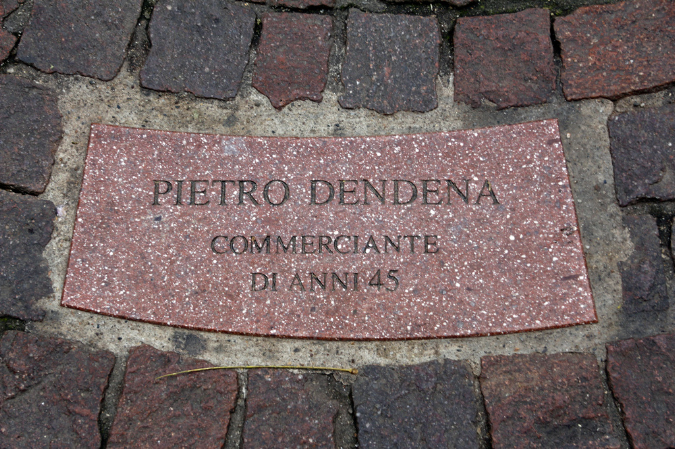 PIETRO DENDENA
COMMERCIANTE
DI ANNI 45